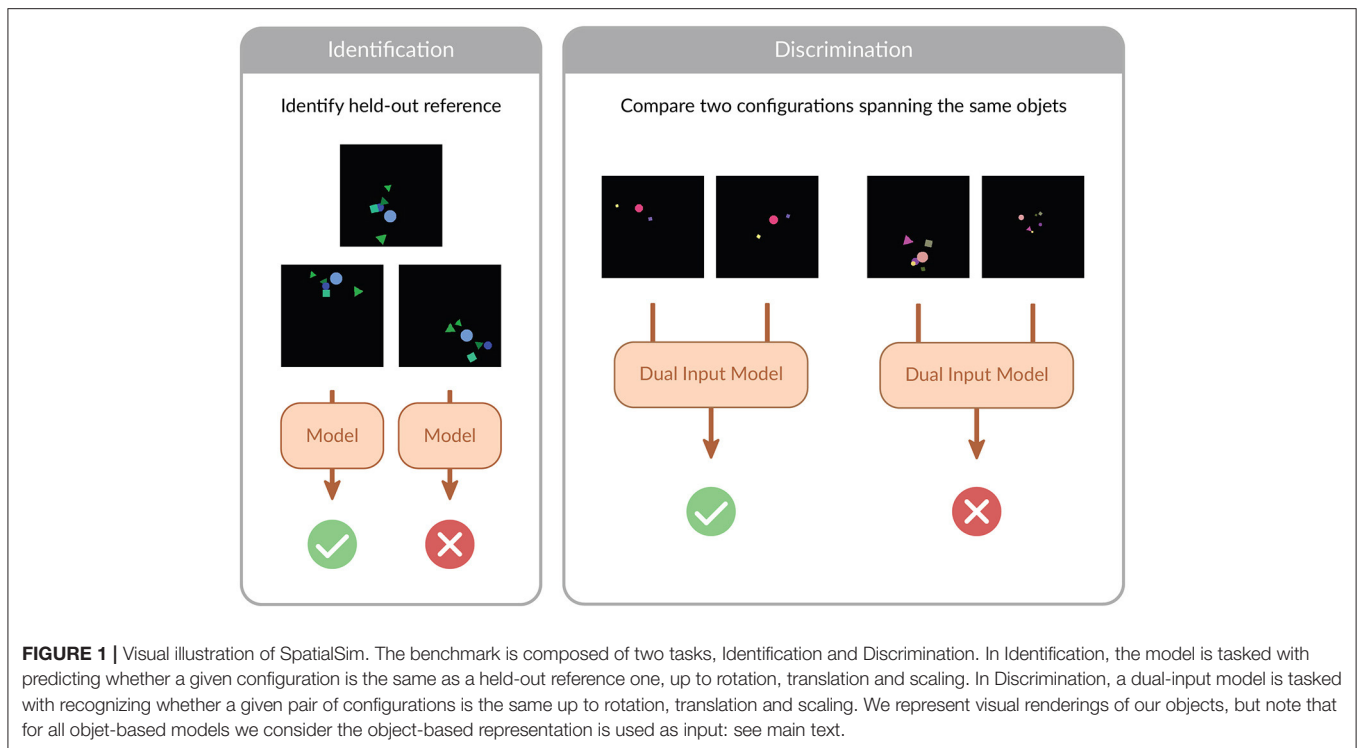 Identification
Discrimination
Identify held-out reference
Compare two configurations spanning the same objets
Model
Model
Dual Input Model
Dual Input Model
FIGURE 1 | Visual illustration of SpatialSim. The benchmark is composed of two tasks, Identification and Discrimination. In Identification, the model is tasked with
predicting whether a given configuration is the same as a held-out reference one, up to rotation, translation and scaling. In Discrimination, a dual-input model is tasked
with recognizing whether a given pair of configurations is the same up to rotation, translation and scaling. We represent visual renderings of our objects, but note that
for all objet-based models we consider the object-based representation is used as input: see main text.